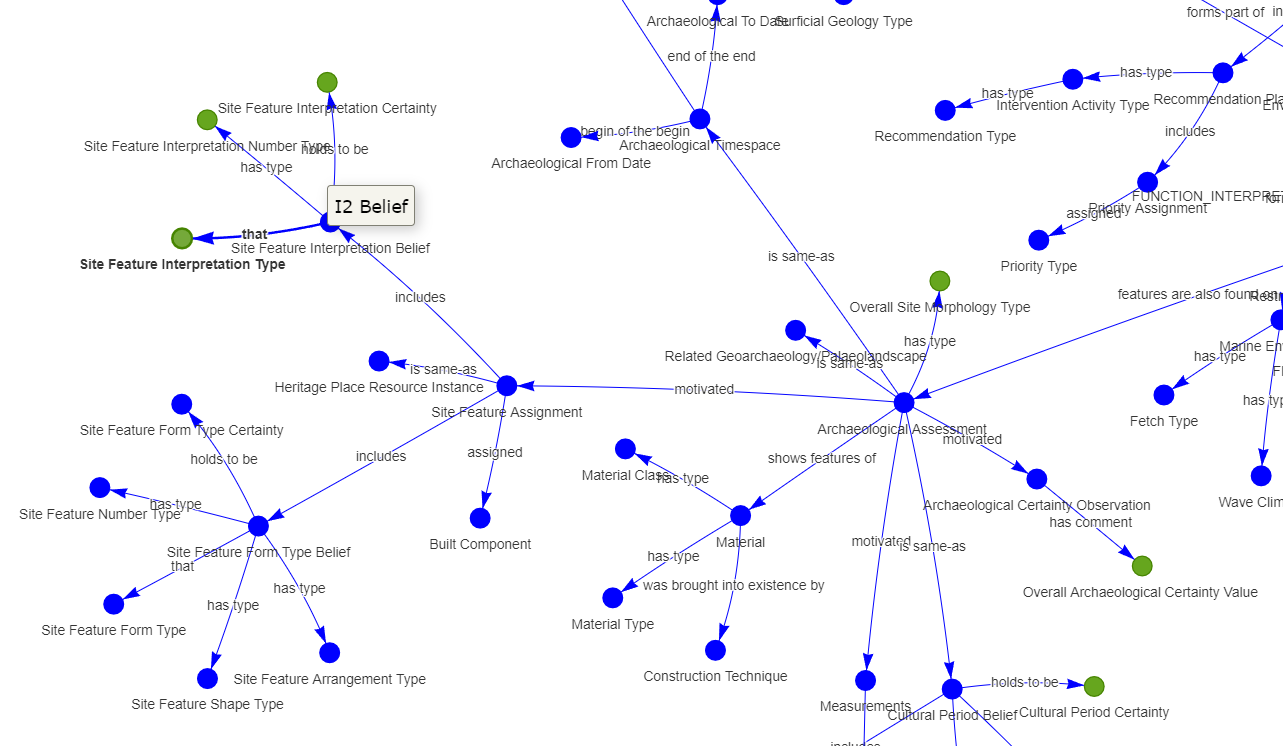 forms part of
in
Archaeological To Date
Surficial Geology Type
end of the end
has type
has type
Intervention Activity Type
Recommendation Pla
Env
Site Feature Interpretation Certainty
Recommendation Type
includes
begin of the begin
Archaeological Timespace
Archaeological From Date
Site Feature Interpretation Number Type
holds to be
has type
I2 Belief
FUNCTION_INTERPRET
Priority Assignment
assigned
that
Site Feature Interpretation Belief
Site Feature Interpretation Type
is same-as
Priority Type
includes
features are also found on
Overall Site Morphology Type
has type
Related Geoarchaeology/Palaeolandscape
is same-as
Marine En
has type
Fl
is same-as
Heritage Place Resource Instance
motivated
has typ
Site Feature Assignment
Fetch Type
Site Feature Form Type Certainty
Archaeological Assessment
motivated
holds to be
includes
assigned
shows features of
Material Class
has type
has type
Site Feature Number Type
Archaeological Certainty Observation
has comment
Wave Clim
Built Component
Material
motivated
is same-as
Site Feature Form Type Belief
that
has type
was brought into existence by
has type
has type
Overall Archaeological Certainty Value
Site Feature Form Type
Material Type
Construction Technique
Site Feature Arrangement Type
Site Feature Shape Type
holds to be
Measurements
Cultural Period Belief
Cultural Period Certainty
includes